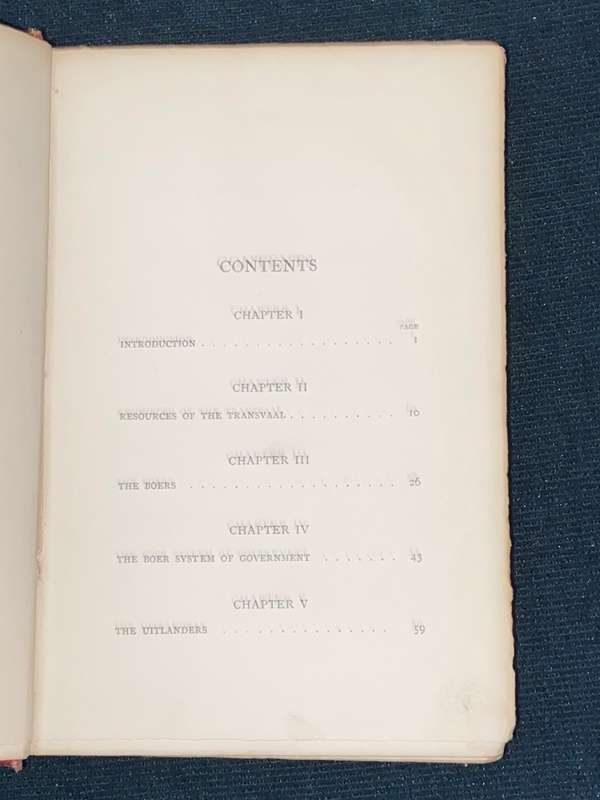 CONTENTS
CHAPTER I
PAGE
INTRODUCTION . . . . . . . . . . . . . . . . . . 1
CHAPTER II
RESOURCES OF THE TRANSVAAL . . . . . . . . . . 10
CHAPTER III
THE BOERS . . . . . . . . . . . . . . . . . . . 26
CHAPTER IV
THE BOER SYSTEM OF GOVERNMENT . . . . . . . 43
CHAPTER V
THE UITLANDERS . . . . . . . . . . . . . . . 59